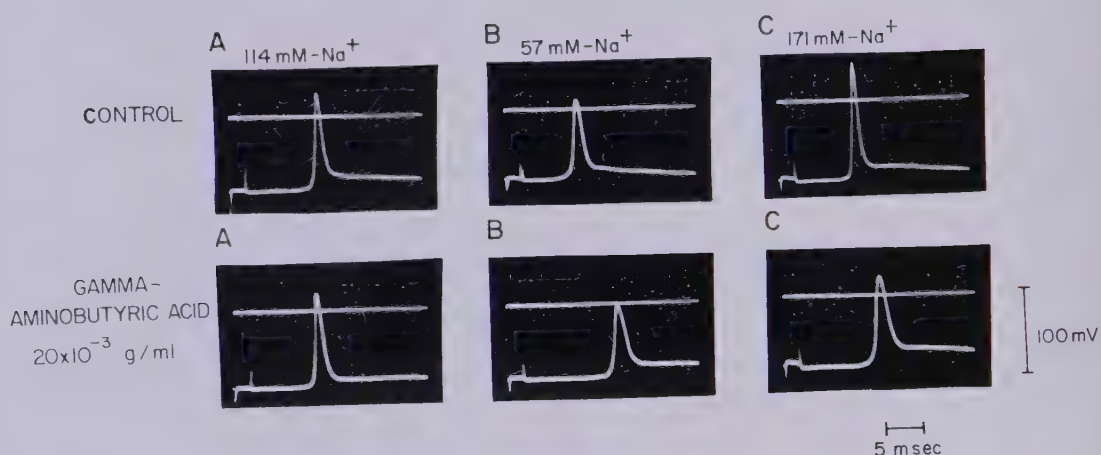 A
114 mM-Na⁺
B
57 mM-Na⁺
C
171 mM-Na⁺
CONTROL
A
B
C
GAMMA-
AMINOBUTYRIC ACID
20x10⁻³ g/ml
100 mV
5 msec